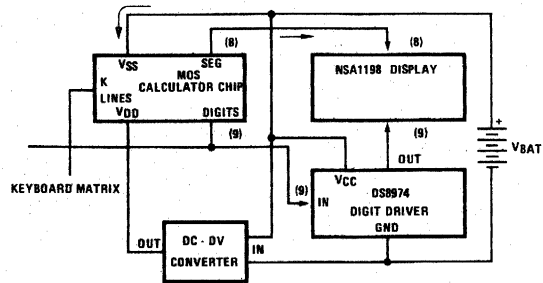 (8)
(8)
VSS
SEG
K
MOS
CALCULATOR CHIP
LINES
VDD
DIGITS
NSA1198 DISPLAY
(9)
(9)
OUT
+
VBAT
KEYBOARD MATRIX
(9)
IN
VCC
DS8974
DIGIT DRIVER
GND
OUT
DC - DV
CONVERTER
IN